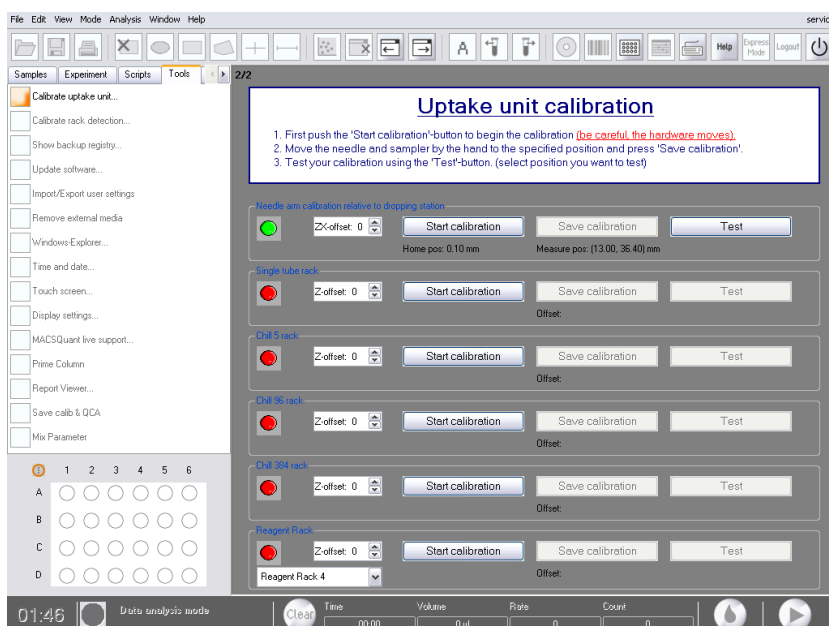 File Edit View Mode Analysis Window Help
servic
Help
Express Mode
Logout
Samples Experiment Scripts Tools
2/2
Calibrate uptake unit...
Calibrate rack detection...
Show backup registry...
Update software...
Import/Export user settings
Remove external media
Windows-Explorer...
Time and date...
Touch screen...
Display settings...
MACSQuant live support...
Prime Column
Report Viewer...
Save calib & QCA
Mix Parameter
1 2 3 4 5 6
A
B
C
D
Uptake unit calibration
1. First push the 'Start calibration'-button to begin the calibration (be careful, the hardware moves).
2. Move the needle and sampler by the hand to the specified position and press 'Save calibration'.
3. Test your calibration using the 'Test'-button. (select position you want to test)
Needle arm calibration relative to dropping station
ZX-offset: 0 Start calibration Save calibration Test
Home pos: 0.10 mm Measure pos: (13.00, 36.40) mm
Single tube rack
Z-offset: 0 Start calibration Save calibration Test
Offset:
Chill 5 rack
Z-offset: 0 Start calibration Save calibration Test
Offset:
Chill 96 rack
Z-offset: 0 Start calibration Save calibration Test
Offset:
Chill 384 rack
Z-offset: 0 Start calibration Save calibration Test
Offset:
Reagent Rack
Z-offset: 0 Start calibration Save calibration Test
Reagent Rack 4 Offset:
01:46 Data analysis mode Clear
Time Volume Rate Count
00:00 0 ul 0 0